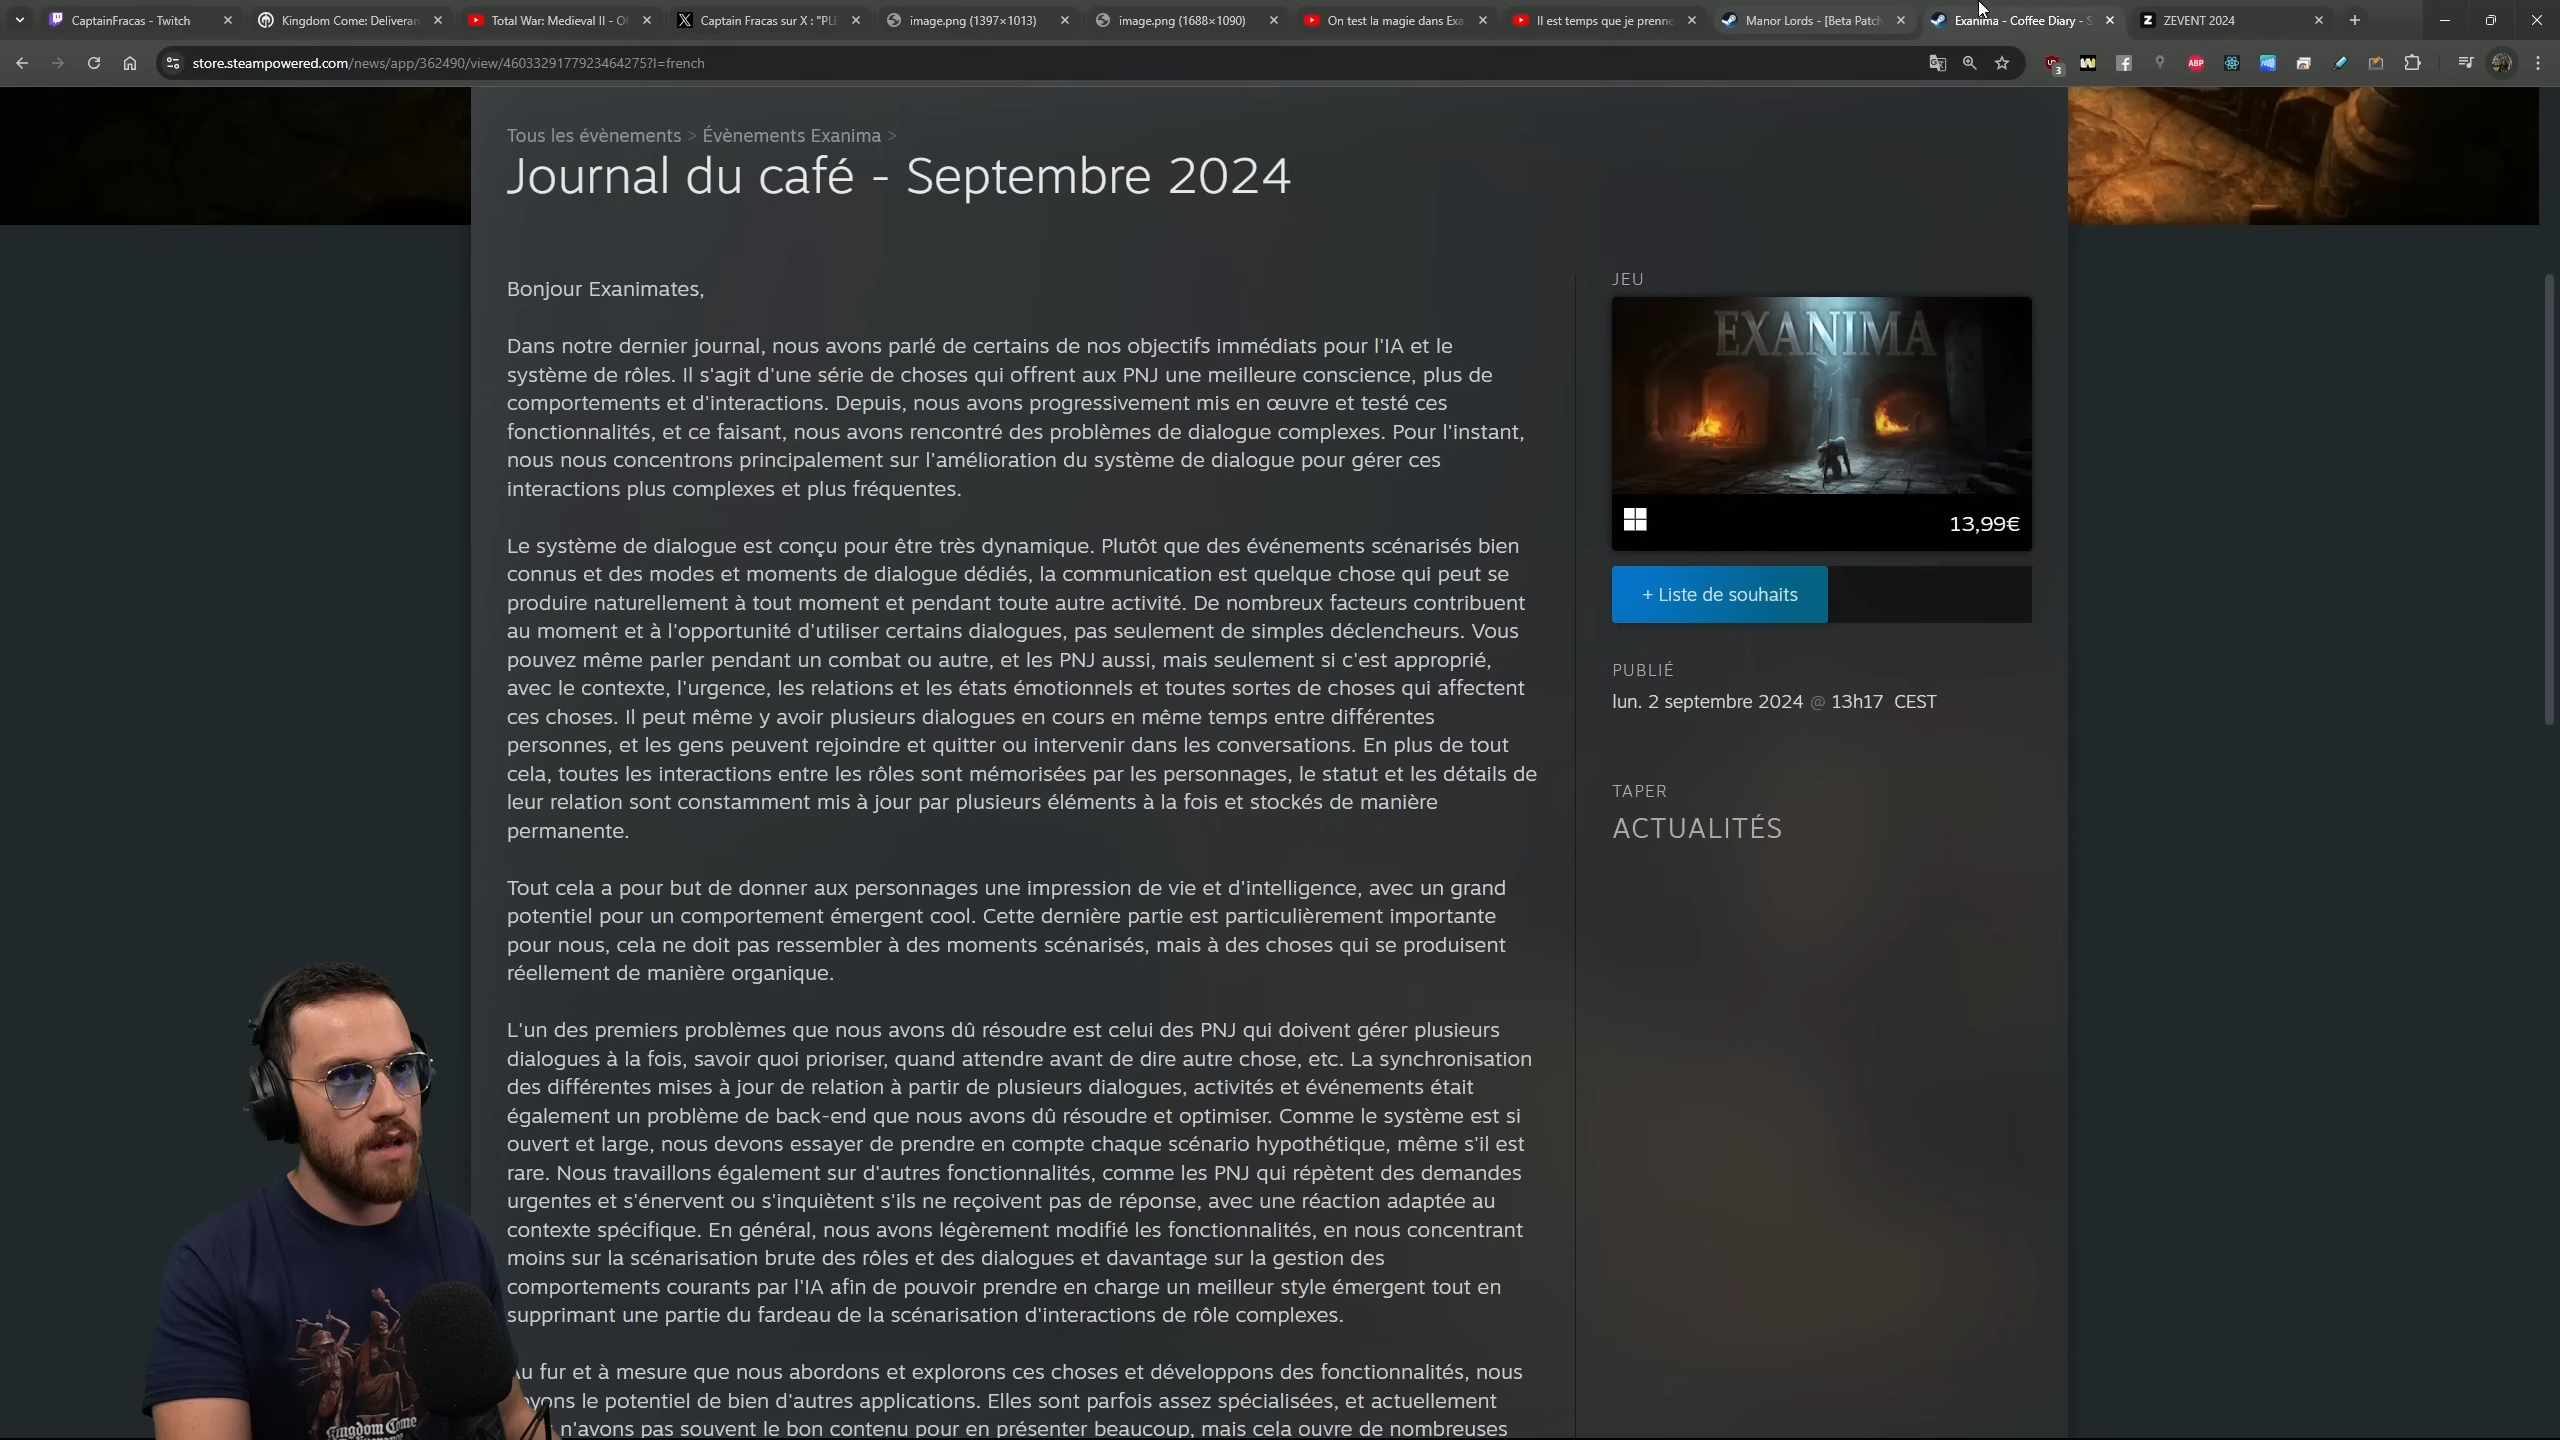 CaptainFracas - Twitch
Kingdom Come: Deliveran
Total War: Medieval II - Of
Captain Fracas sur X : "PLE
image.png (1397×1013)
image.png (1688×1090)
On test la magie dans Exa
Il est temps que je prenne
Manor Lords - [Beta Patch
Exanima - Coffee Diary - S
ZEVENT 2024
store.steampowered.com/news/app/362490/view/4603329177923464275?l=french
3
ABP
Tous les évènements > Évènements Exanima >
Journal du café - Septembre 2024
Bonjour Exanimates,
Dans notre dernier journal, nous avons parlé de certains de nos objectifs immédiats pour l'IA et le
système de rôles. Il s'agit d'une série de choses qui offrent aux PNJ une meilleure conscience, plus de
comportements et d'interactions. Depuis, nous avons progressivement mis en œuvre et testé ces
fonctionnalités, et ce faisant, nous avons rencontré des problèmes de dialogue complexes. Pour l'instant,
nous nous concentrons principalement sur l'amélioration du système de dialogue pour gérer ces
interactions plus complexes et plus fréquentes.
Le système de dialogue est conçu pour être très dynamique. Plutôt que des événements scénarisés bien
connus et des modes et moments de dialogue dédiés, la communication est quelque chose qui peut se
produire naturellement à tout moment et pendant toute autre activité. De nombreux facteurs contribuent
au moment et à l'opportunité d'utiliser certains dialogues, pas seulement de simples déclencheurs. Vous
pouvez même parler pendant un combat ou autre, et les PNJ aussi, mais seulement si c'est approprié,
avec le contexte, l'urgence, les relations et les états émotionnels et toutes sortes de choses qui affectent
ces choses. Il peut même y avoir plusieurs dialogues en cours en même temps entre différentes
personnes, et les gens peuvent rejoindre et quitter ou intervenir dans les conversations. En plus de tout
cela, toutes les interactions entre les rôles sont mémorisées par les personnages, le statut et les détails de
leur relation sont constamment mis à jour par plusieurs éléments à la fois et stockés de manière
permanente.
Tout cela a pour but de donner aux personnages une impression de vie et d'intelligence, avec un grand
potentiel pour un comportement émergent cool. Cette dernière partie est particulièrement importante
pour nous, cela ne doit pas ressembler à des moments scénarisés, mais à des choses qui se produisent
réellement de manière organique.
L'un des premiers problèmes que nous avons dû résoudre est celui des PNJ qui doivent gérer plusieurs
dialogues à la fois, savoir quoi prioriser, quand attendre avant de dire autre chose, etc. La synchronisation
des différentes mises à jour de relation à partir de plusieurs dialogues, activités et événements était
également un problème de back-end que nous avons dû résoudre et optimiser. Comme le système est si
ouvert et large, nous devons essayer de prendre en compte chaque scénario hypothétique, même s'il est
rare. Nous travaillons également sur d'autres fonctionnalités, comme les PNJ qui répètent des demandes
urgentes et s'énervent ou s'inquiètent s'ils ne reçoivent pas de réponse, avec une réaction adaptée au
contexte spécifique. En général, nous avons légèrement modifié les fonctionnalités, en nous concentrant
moins sur la scénarisation brute des rôles et des dialogues et davantage sur la gestion des
comportements courants par l'IA afin de pouvoir prendre en charge un meilleur style émergent tout en
supprimant une partie du fardeau de la scénarisation d'interactions de rôle complexes.
u fur et à mesure que nous abordons et explorons ces choses et développons des fonctionnalités, nous
yons le potentiel de bien d'autres applications. Elles sont parfois assez spécialisées, et actuellement
n'avons pas souvent le bon contenu pour en présenter beaucoup, mais cela ouvre de nombreuses
JEU
EXANIMA
13,99€
+ Liste de souhaits
PUBLIÉ
lun. 2 septembre 2024 @ 13h17 CEST
TAPER
ACTUALITÉS
Kingdom Come